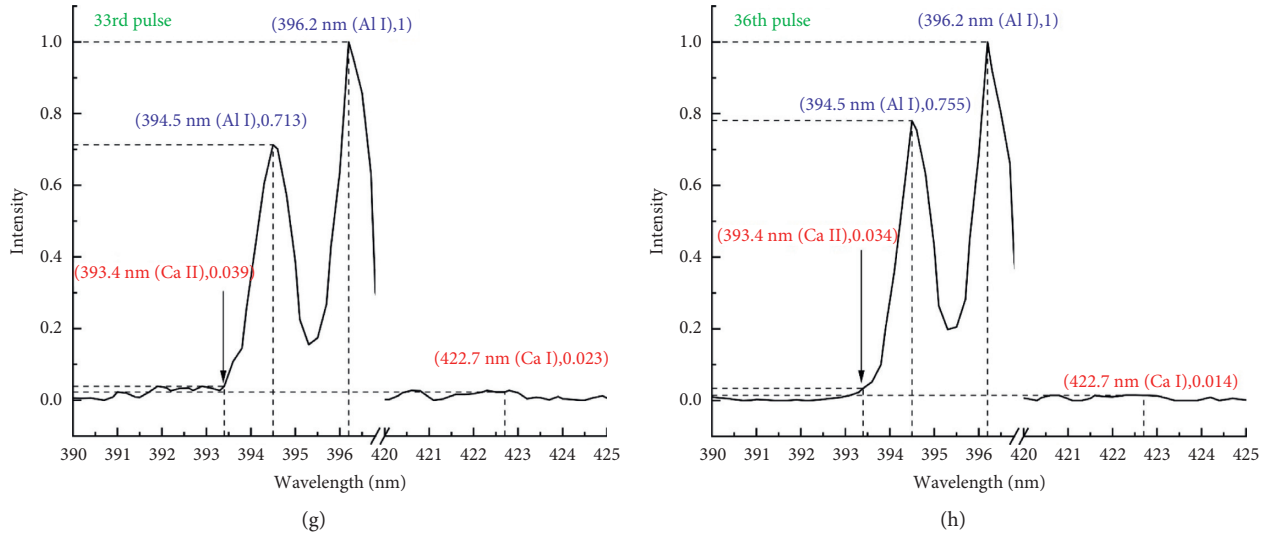 33rd pulse
(396.2 nm (Al I),1)
(394.5 nm (Al I),0.713)
(393.4 nm (Ca II),0.039)
(422.7 nm (Ca I),0.023)
1.0
0.8
0.6
0.4
0.2
0.0
Intensity
390 391 392 393 394 395 396 420 421 422 423 424 425
Wavelength (nm)
(g)
36th pulse
(396.2 nm (Al I),1)
(394.5 nm (Al I),0.755)
(393.4 nm (Ca II),0.034)
(422.7 nm (Ca I),0.014)
1.0
0.8
0.6
0.4
0.2
0.0
Intensity
390 391 392 393 394 395 396 420 421 422 423 424 425
Wavelength (nm)
(h)